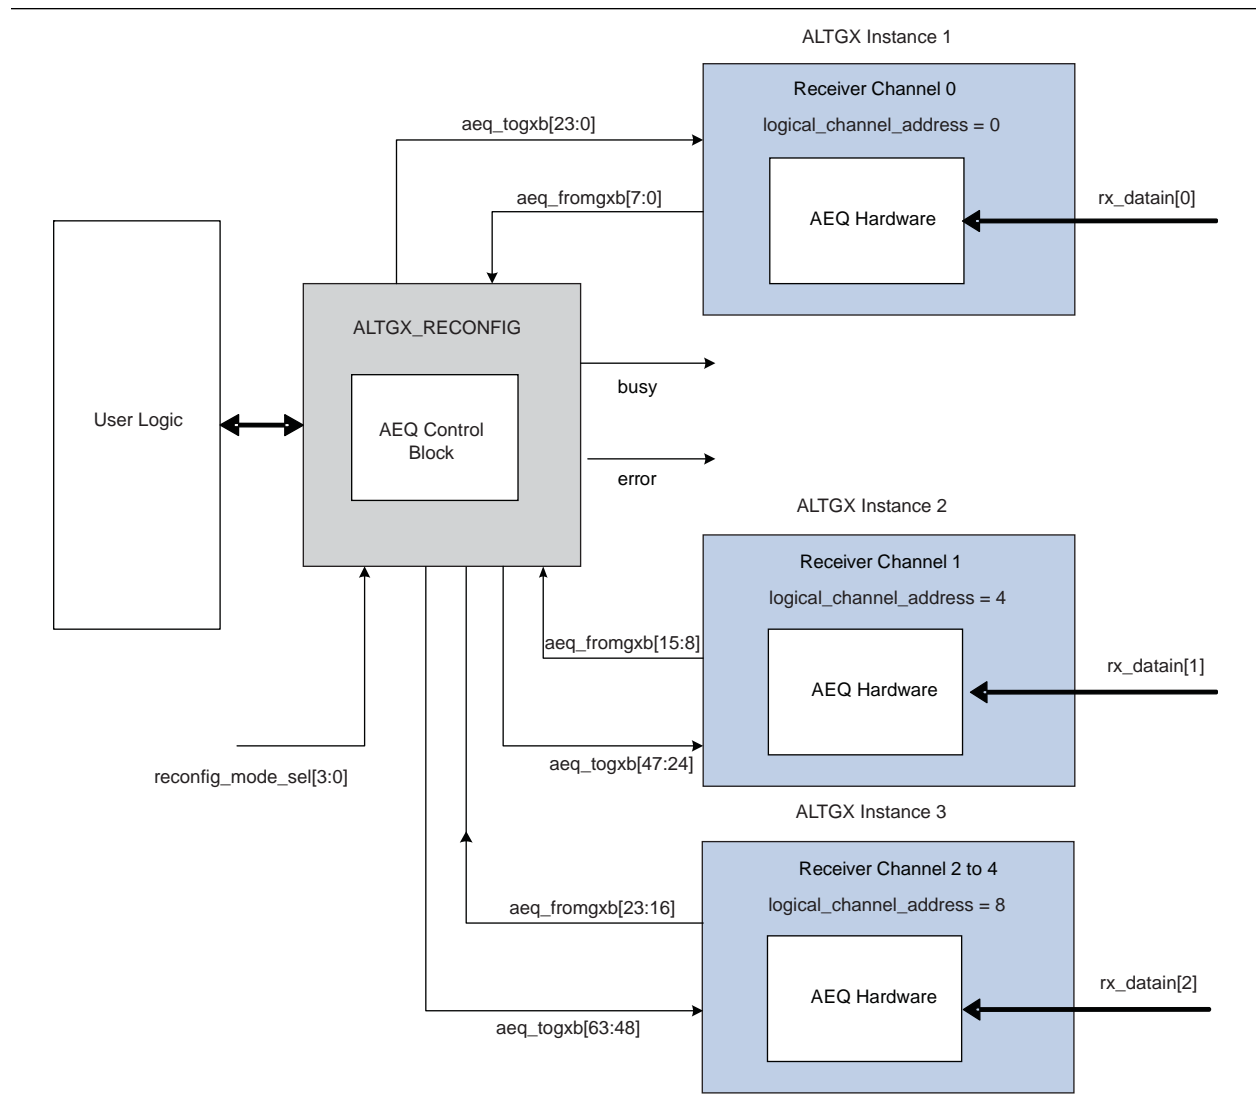 ALTGX Instance 1
Receiver Channel 0
logical_channel_address = 0
aeq_togxb[23:0]
aeq_fromgxb[7:0]
AEQ Hardware
rx_datain[0]
ALTGX_RECONFIG
busy
User Logic
AEQ Control
Block
error
ALTGX Instance 2
Receiver Channel 1
logical_channel_address = 4
aeq_fromgxb[15:8]
AEQ Hardware
rx_datain[1]
aeq_togxb[47:24]
reconfig_mode_sel[3:0]
ALTGX Instance 3
Receiver Channel 2 to 4
logical_channel_address = 8
aeq_fromgxb[23:16]
AEQ Hardware
rx_datain[2]
aeq_togxb[63:48]